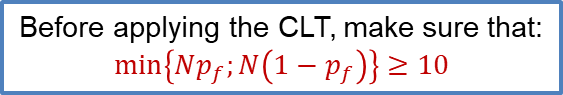 Before applying the CLT, make sure that:
min{Np_f; N(1 − p_f)} ≥ 10